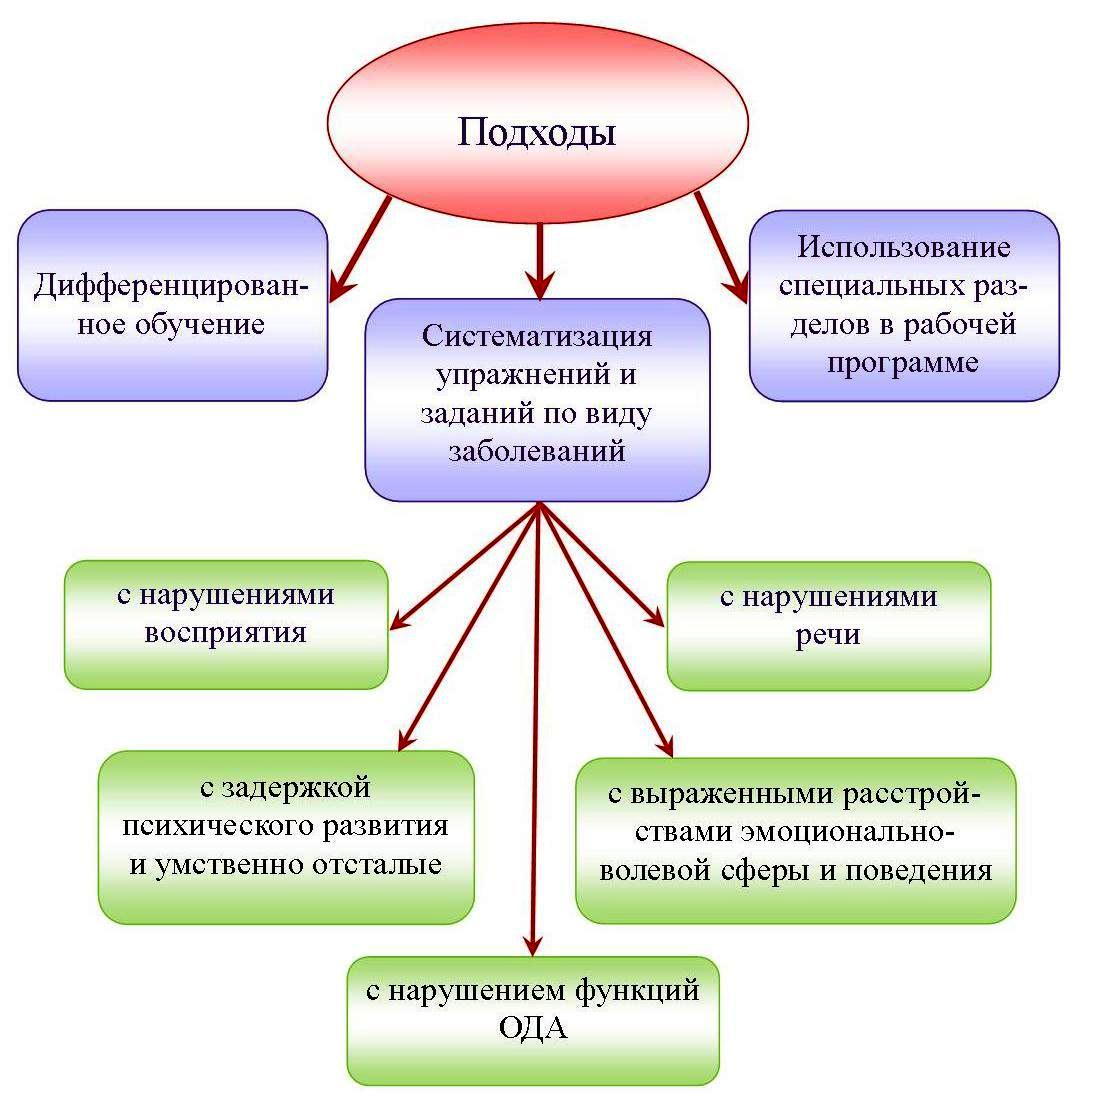 Подходы
Дифференцирован-
ное обучение
Систематизация
упражнений и
заданий по виду
заболеваний
Использование
специальных раз-
делов в рабочей
программе
с нарушениями
восприятия
с нарушениями
речи
с задержкой
психического развития
и умственно отсталые
с выраженными расстрой-
ствами эмоционально-
волевой сферы и поведения
с нарушением функций
ОДА